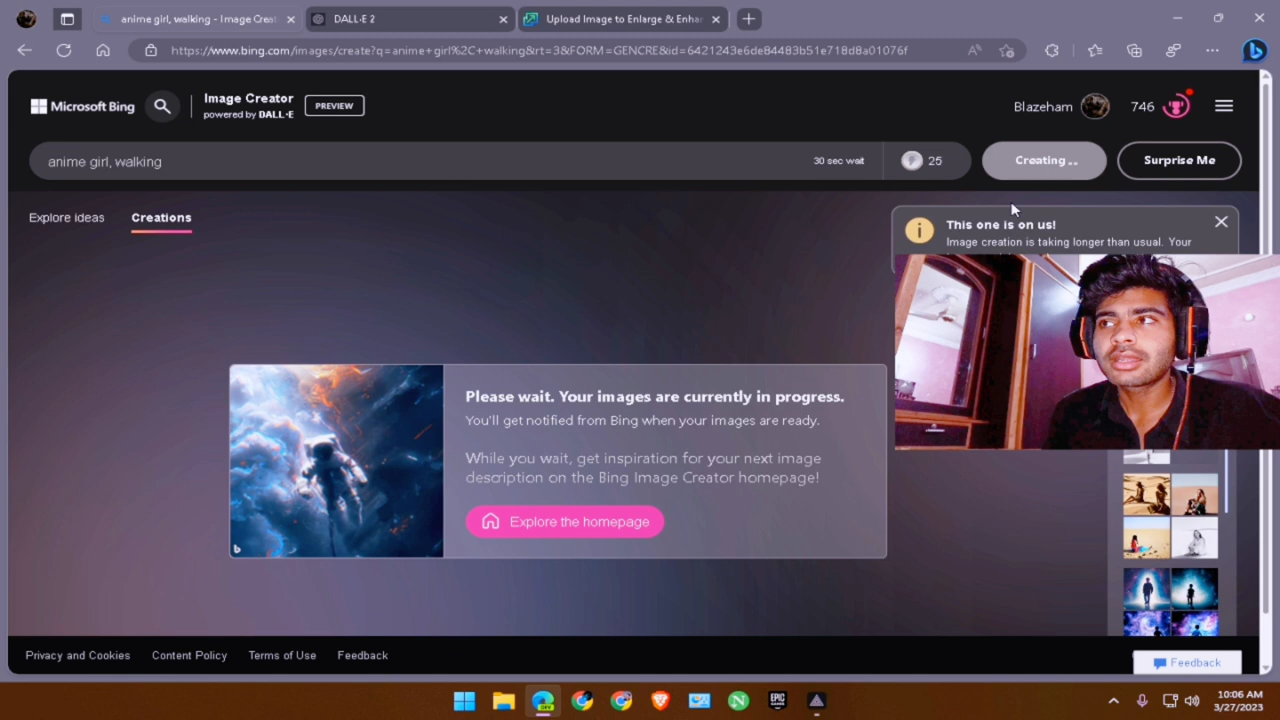 anime girl, walking - Image Creat
DALL·E 2
Upload Image to Enlarge & Enhan
https://www.bing.com/images/create?q=anime+girl%2C+walking&rt=3&FORM=GENCRE&id=6421243e6de84483b51e718d8a01076f
Microsoft Bing
Image Creator
powered by DALL·E
PREVIEW
Blazeham
746
anime girl, walking
30 sec wait
25
Creating ..
Surprise Me
Explore ideas
Creations
This one is on us!
Image creation is taking longer than usual. Your
Please wait. Your images are currently in progress.
You'll get notified from Bing when your images are ready.
While you wait, get inspiration for your next image
description on the Bing Image Creator homepage!
Explore the homepage
Privacy and Cookies
Content Policy
Terms of Use
Feedback
Feedback
10:06 AM
3/27/2023